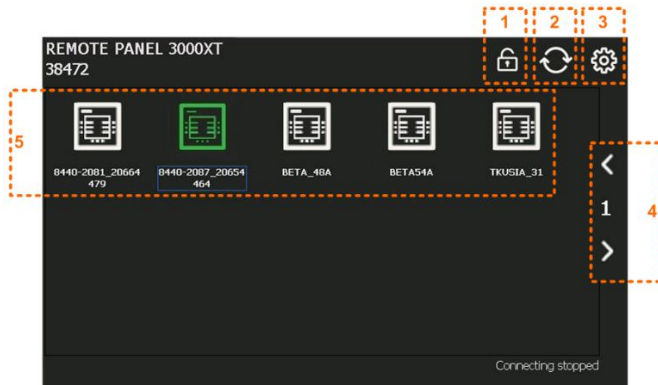 1 2 3
REMOTE PANEL 3000XT
38472
5
8440-2081_20664
479
8440-2087_20654
464
BETA_48A
BETA54A
TKUSIA_31
1
4
Connecting stopped